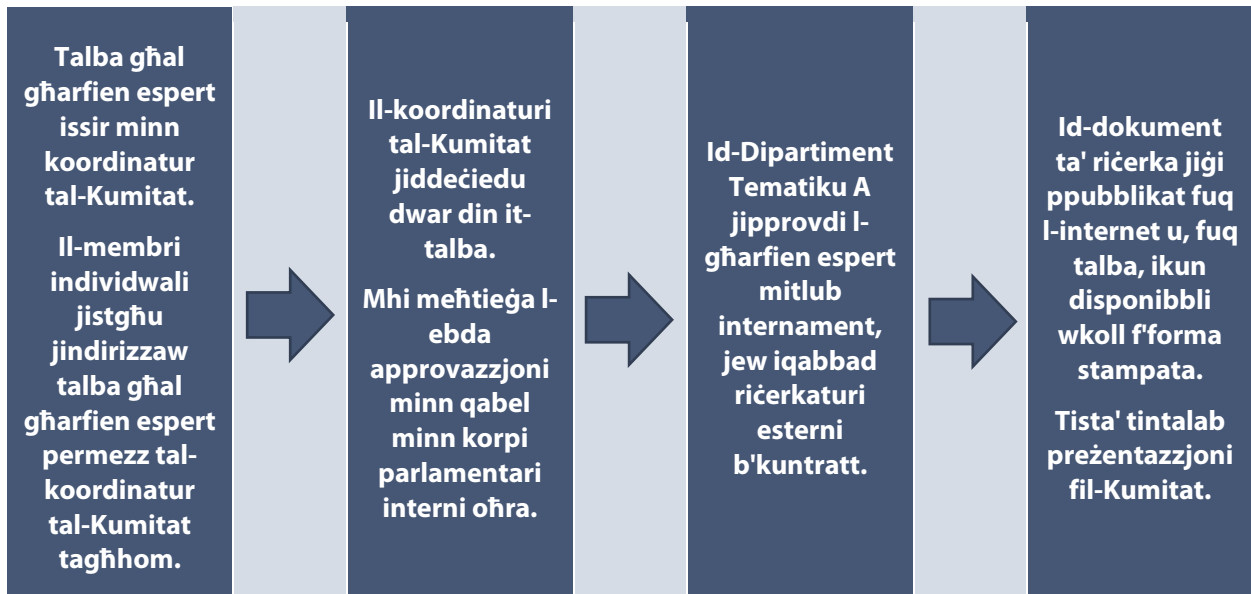 Talba għal
għarfien espert
issir minn
koordinatur
tal-Kumitat.
Il-membri
individwali
jistgħu
jindirizzaw
talba għal
għarfien espert
permezz tal-
koordinatur
tal-Kumitat
tagħhom.
Il-koordinaturi
tal-Kumitat
jiddeċiedu
dwar din it-
talba.
Mhi meħtieġa l-
ebda
approvazzjoni
minn qabel
minn korpi
parlamentari
interni oħra.
Id-Dipartiment
Tematiku A
jipprovdi l-
għarfien espert
mitlub
internament,
jew iqabbad
riċerkaturi
esterni
b'kuntratt.
Id-dokument
ta' riċerka jiġi
ppubblikat fuq
l-internet u, fuq
talba, ikun
disponibbli
wkoll f'forma
stampata.
Tista' tintalab
preżentazzjoni
fil-Kumitat.